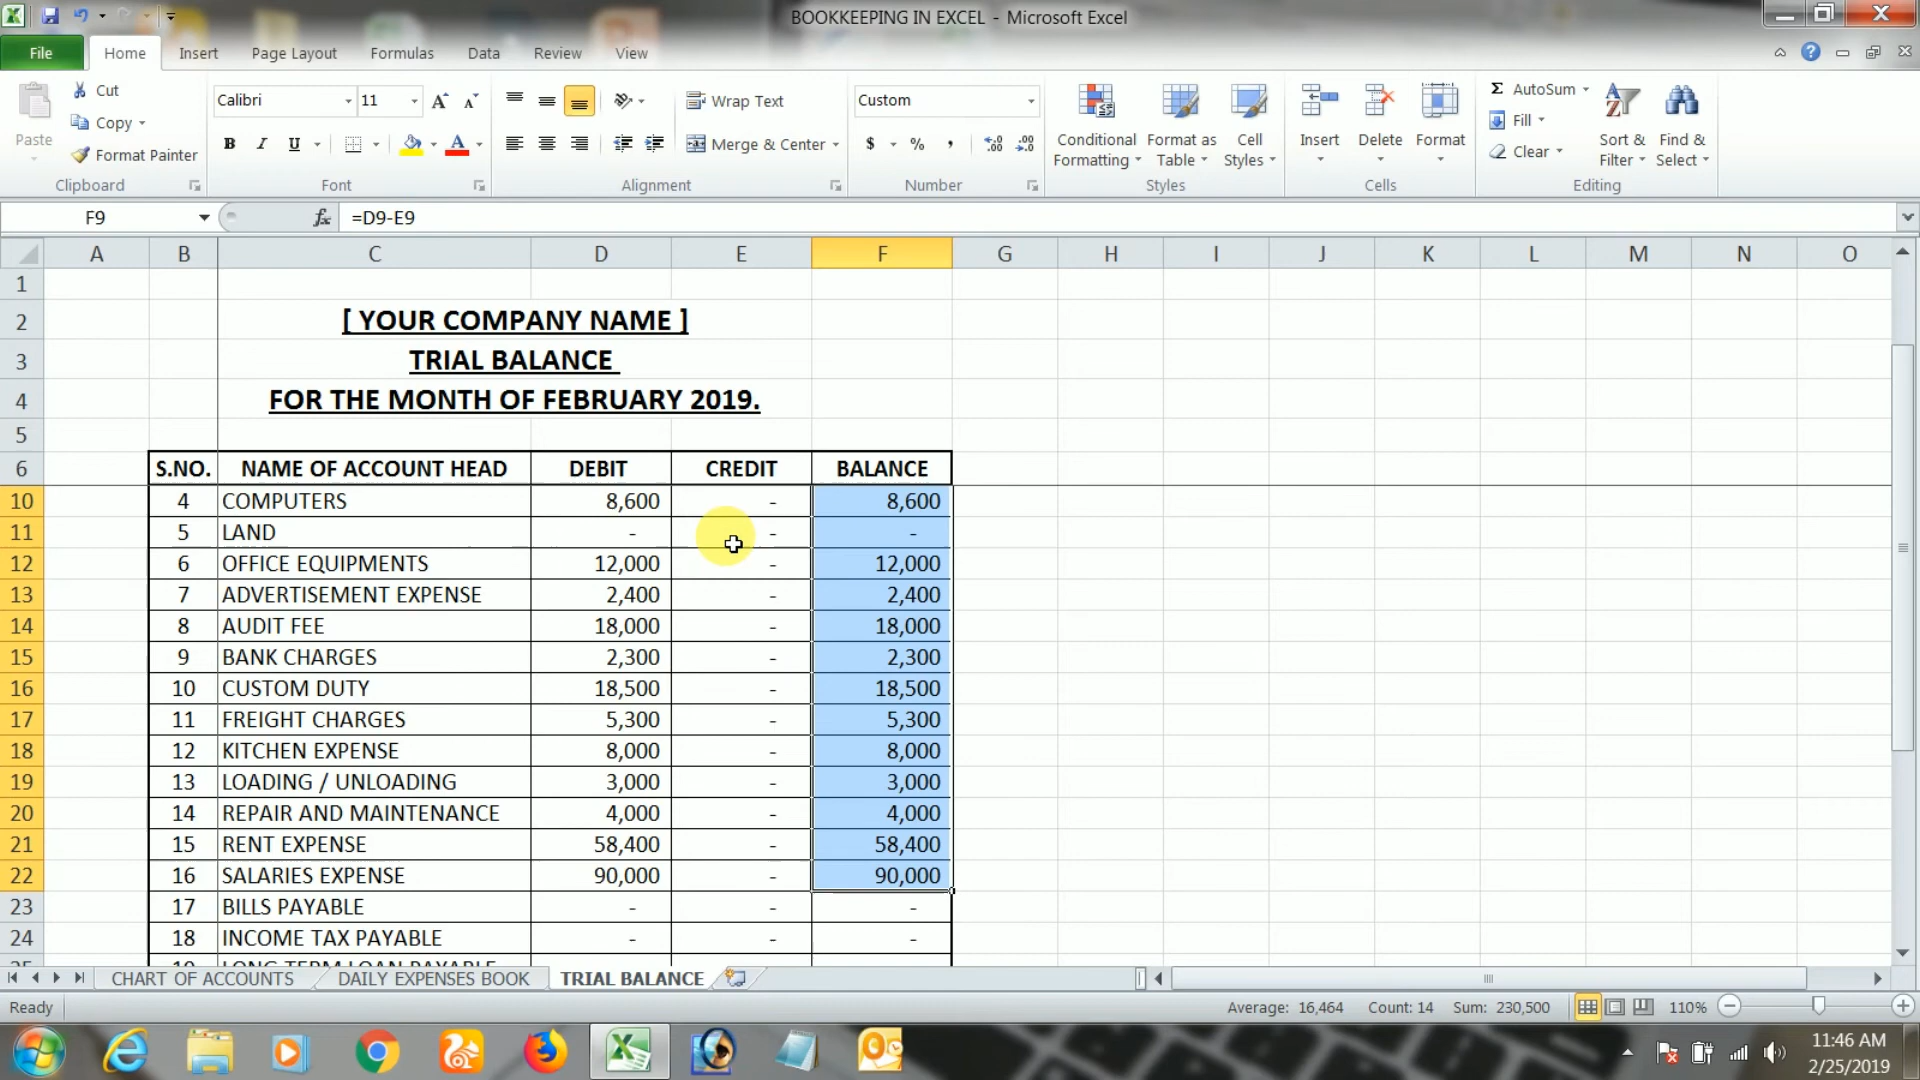 BOOKKEEPING IN EXCEL - Microsoft Excel
File Home Insert Page Layout Formulas Data Review View
Paste Cut Copy Format Painter Clipboard
Calibri 11 B I U Font
Wrap Text Merge & Center Alignment
Custom $ % , Number
Conditional Formatting Format as Table Cell Styles Styles
Insert Delete Format Cells
Σ AutoSum Fill Clear Sort & Filter Find & Select Editing
F9 fx =D9-E9
A B C D E F G H I J K L M N O
1
2 [ YOUR COMPANY NAME ]
3 TRIAL BALANCE
4 FOR THE MONTH OF FEBRUARY 2019.
5
6 S.NO. NAME OF ACCOUNT HEAD DEBIT CREDIT BALANCE
10 4 COMPUTERS 8,600 - 8,600
11 5 LAND - - -
12 6 OFFICE EQUIPMENTS 12,000 - 12,000
13 7 ADVERTISEMENT EXPENSE 2,400 - 2,400
14 8 AUDIT FEE 18,000 - 18,000
15 9 BANK CHARGES 2,300 - 2,300
16 10 CUSTOM DUTY 18,500 - 18,500
17 11 FREIGHT CHARGES 5,300 - 5,300
18 12 KITCHEN EXPENSE 8,000 - 8,000
19 13 LOADING / UNLOADING 3,000 - 3,000
20 14 REPAIR AND MAINTENANCE 4,000 - 4,000
21 15 RENT EXPENSE 58,400 - 58,400
22 16 SALARIES EXPENSE 90,000 - 90,000
23 17 BILLS PAYABLE - - -
24 18 INCOME TAX PAYABLE - - -
25 19 LONG TERM LOAN PAYABLE
CHART OF ACCOUNTS DAILY EXPENSES BOOK TRIAL BALANCE
Ready Average: 16,464 Count: 14 Sum: 230,500 110%
11:46 AM
2/25/2019